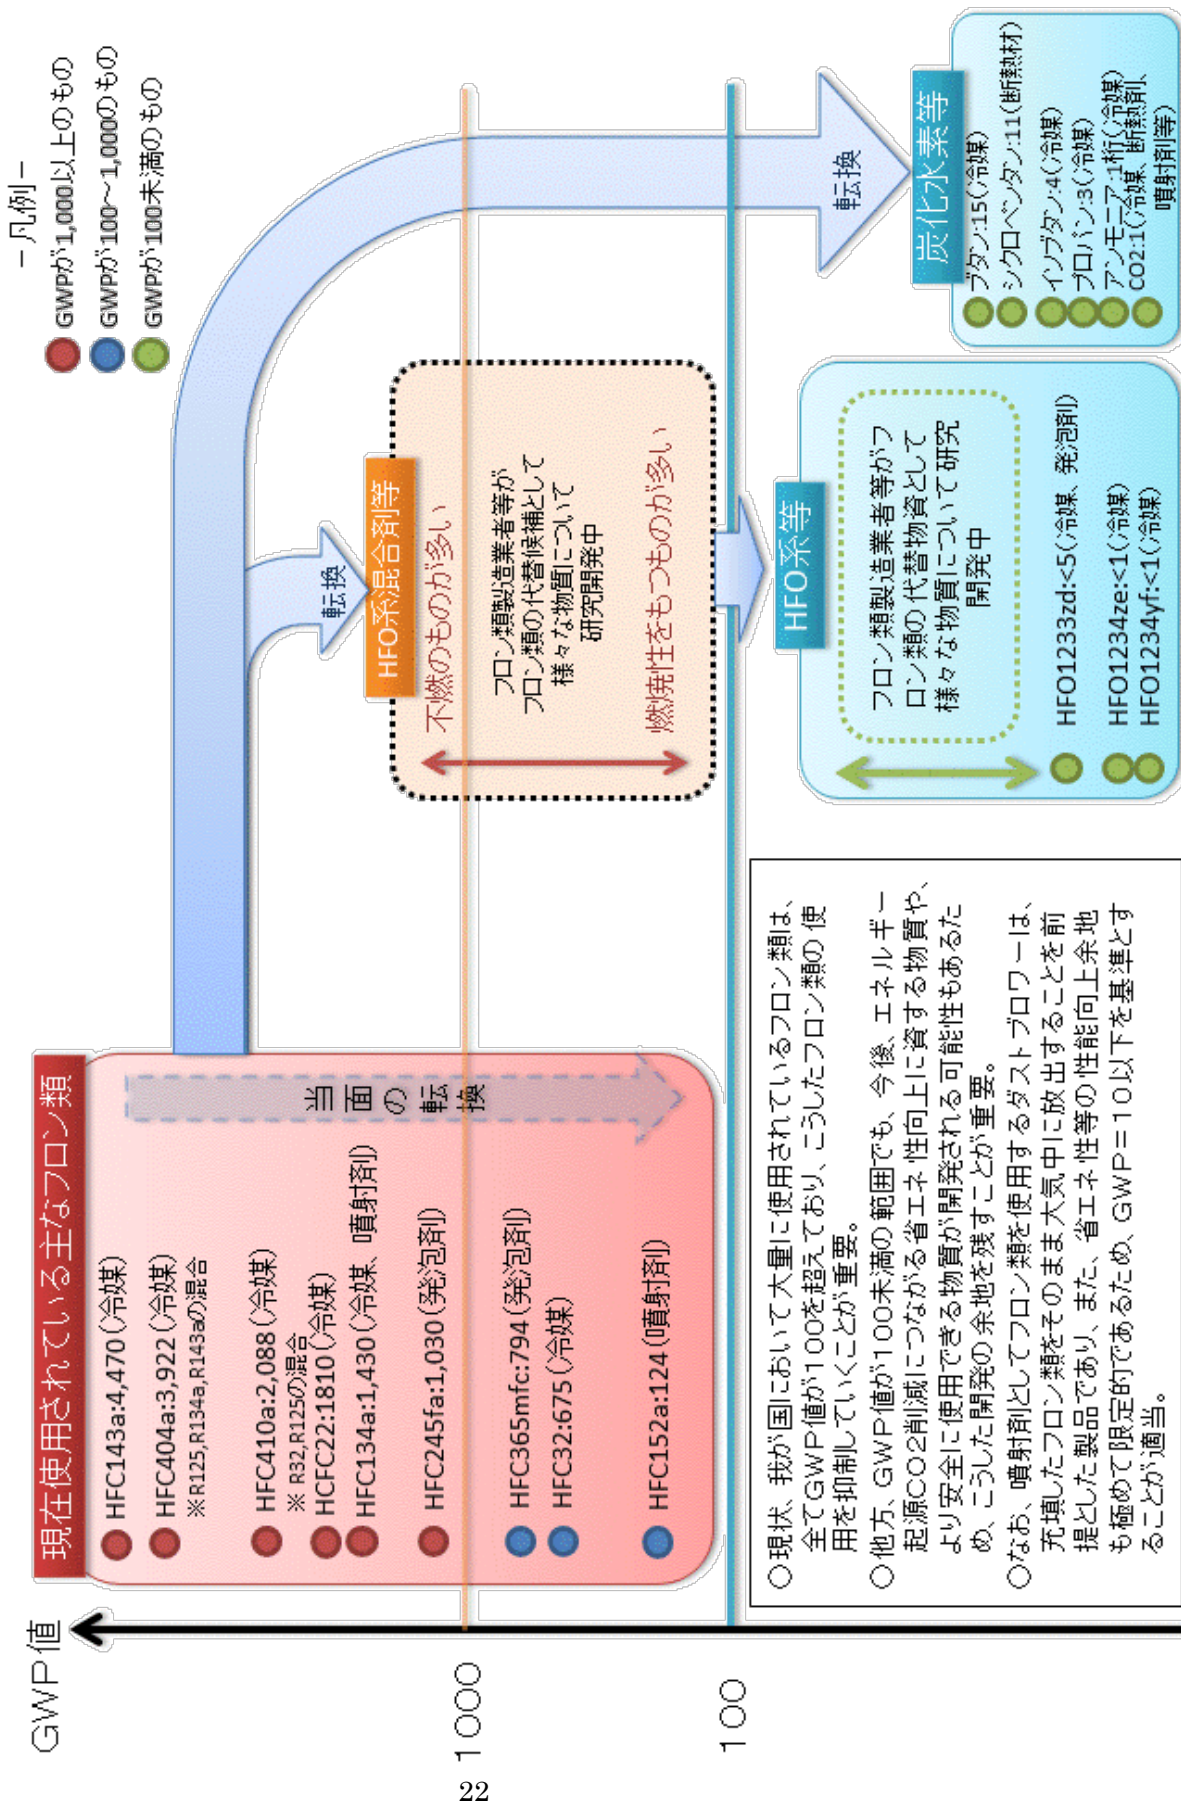 GWP値
1000
100
現在使用されている主なフロン類
HFC143a:4,470（冷媒）
HFC404a:3,922（冷媒）
※R125,R134a,R143aの混合
HFC410a:2,088（冷媒）
※ R32,R125の混合
HCFC22:1810（冷媒）
HFC134a:1,430（冷媒、噴射剤）
HFC245fa:1,030（発泡剤）
HFC365mfc:794（発泡剤）
HFC32:675（冷媒）
HFC152a:124（噴射剤）
当面の転換
－凡例－
GWPが1,000以上のもの
GWPが100～1,000のもの
GWPが100未満のもの
転換
HFO系混合剤等
不燃のものが多い
フロン類製造業者等が
フロン類の代替候補として
様々な物質について
研究開発中
燃焼性をもつものが多い
HFO系等
フロン類製造業者等がフ
ロン類の代替物資として
様々な物質について研究
開発中
HFO1233zd:<5（冷媒、発泡剤）
HFO1234ze:<1（冷媒）
HFO1234yf:<1（冷媒）
転換
炭化水素等
ブタン:15（冷媒）
シクロペンタン:11（断熱材）
イソブタン:4（冷媒）
プロパン:3（冷媒）
アンモニア:1桁（冷媒）
CO2:1（冷媒、断熱剤、
噴射剤等）
○現状、我が国において大量に使用されているフロン類は、
全てGWP値が100を超えており、こうしたフロン類の使
用を抑制していくことが重要。
○他方、GWP値が100未満の範囲でも、今後、エネルギー
起源CO2削減につながる省エネ性向上に資する物質や、
より安全に使用できる物質が開発される可能性もあるた
め、こうした開発の余地を残すことが重要。
○なお、噴射剤としてフロン類を使用するダストブロワーは、
充填したフロン類をそのまま大気中に放出することを前
提とした製品であり、また、省エネ性等の性能向上余地
も極めて限定的であるため、GWP=10以下を基準とす
ることが適当。
22